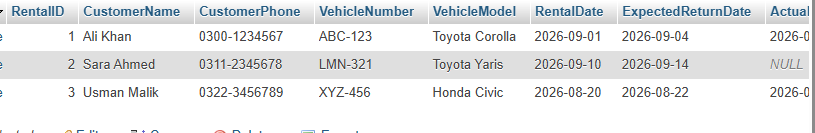 RentalID CustomerName CustomerPhone VehicleNumber VehicleModel RentalDate ExpectedReturnDate Actual
1 Ali Khan 0300-1234567 ABC-123 Toyota Corolla 2026-09-01 2026-09-04 2026-0
2 Sara Ahmed 0311-2345678 LMN-321 Toyota Yaris 2026-09-10 2026-09-14 NULL
3 Usman Malik 0322-3456789 XYZ-456 Honda Civic 2026-08-20 2026-08-22 2026-0